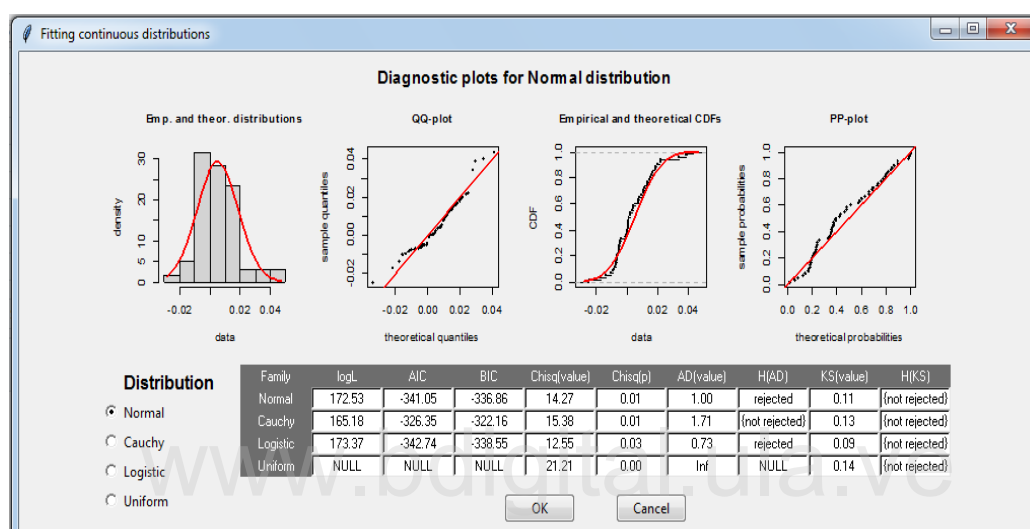 Fitting continuous distributions
Diagnostic plots for Normal distribution
Emp. and theor. distributions
density
0 5 10 20 30
-0.02 0.02 0.04
data
QQ-plot
sample quantiles
-0.02 0.00 0.02 0.04
-0.02 0.00 0.02 0.04
theoretical quantiles
Empirical and theoretical CDFs
CDF
0.0 0.2 0.4 0.6 0.8 1.0
-0.02 0.02 0.04
data
PP-plot
sample probabilities
0.0 0.2 0.4 0.6 0.8 1.0
0.0 0.2 0.4 0.6 0.8 1.0
theoretical probabilities
Distribution
Normal
Cauchy
Logistic
Uniform
Family logL AIC BIC Chisq(value) Chisq(p) AD(value) H(AD) KS(value) H(KS)
Normal 172.53 -341.05 -336.86 14.27 0.01 1.00 rejected 0.11 {not rejected}
Cauchy 165.18 -326.35 -322.16 15.38 0.01 1.71 {not rejected} 0.13 {not rejected}
Logistic 173.37 -342.74 -338.55 12.55 0.03 0.73 rejected 0.09 {not rejected}
Uniform NULL NULL NULL 21.21 0.00 Inf NULL 0.14 {not rejected}
www.bdigital.ula.ve
OK Cancel